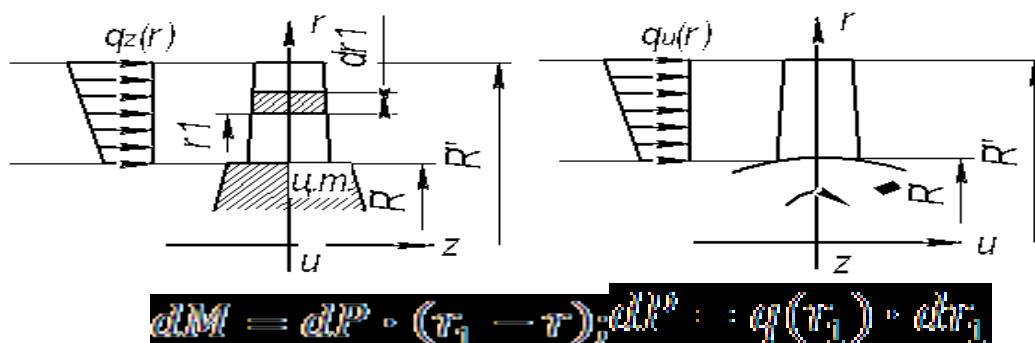 qz(r)
r
dr1
r1
R"
R
ц.т.
z
u
qu(r)
r
R"
R
u
z
dM = dP · (r₁ − r); dP = q(r₁) · dr₁